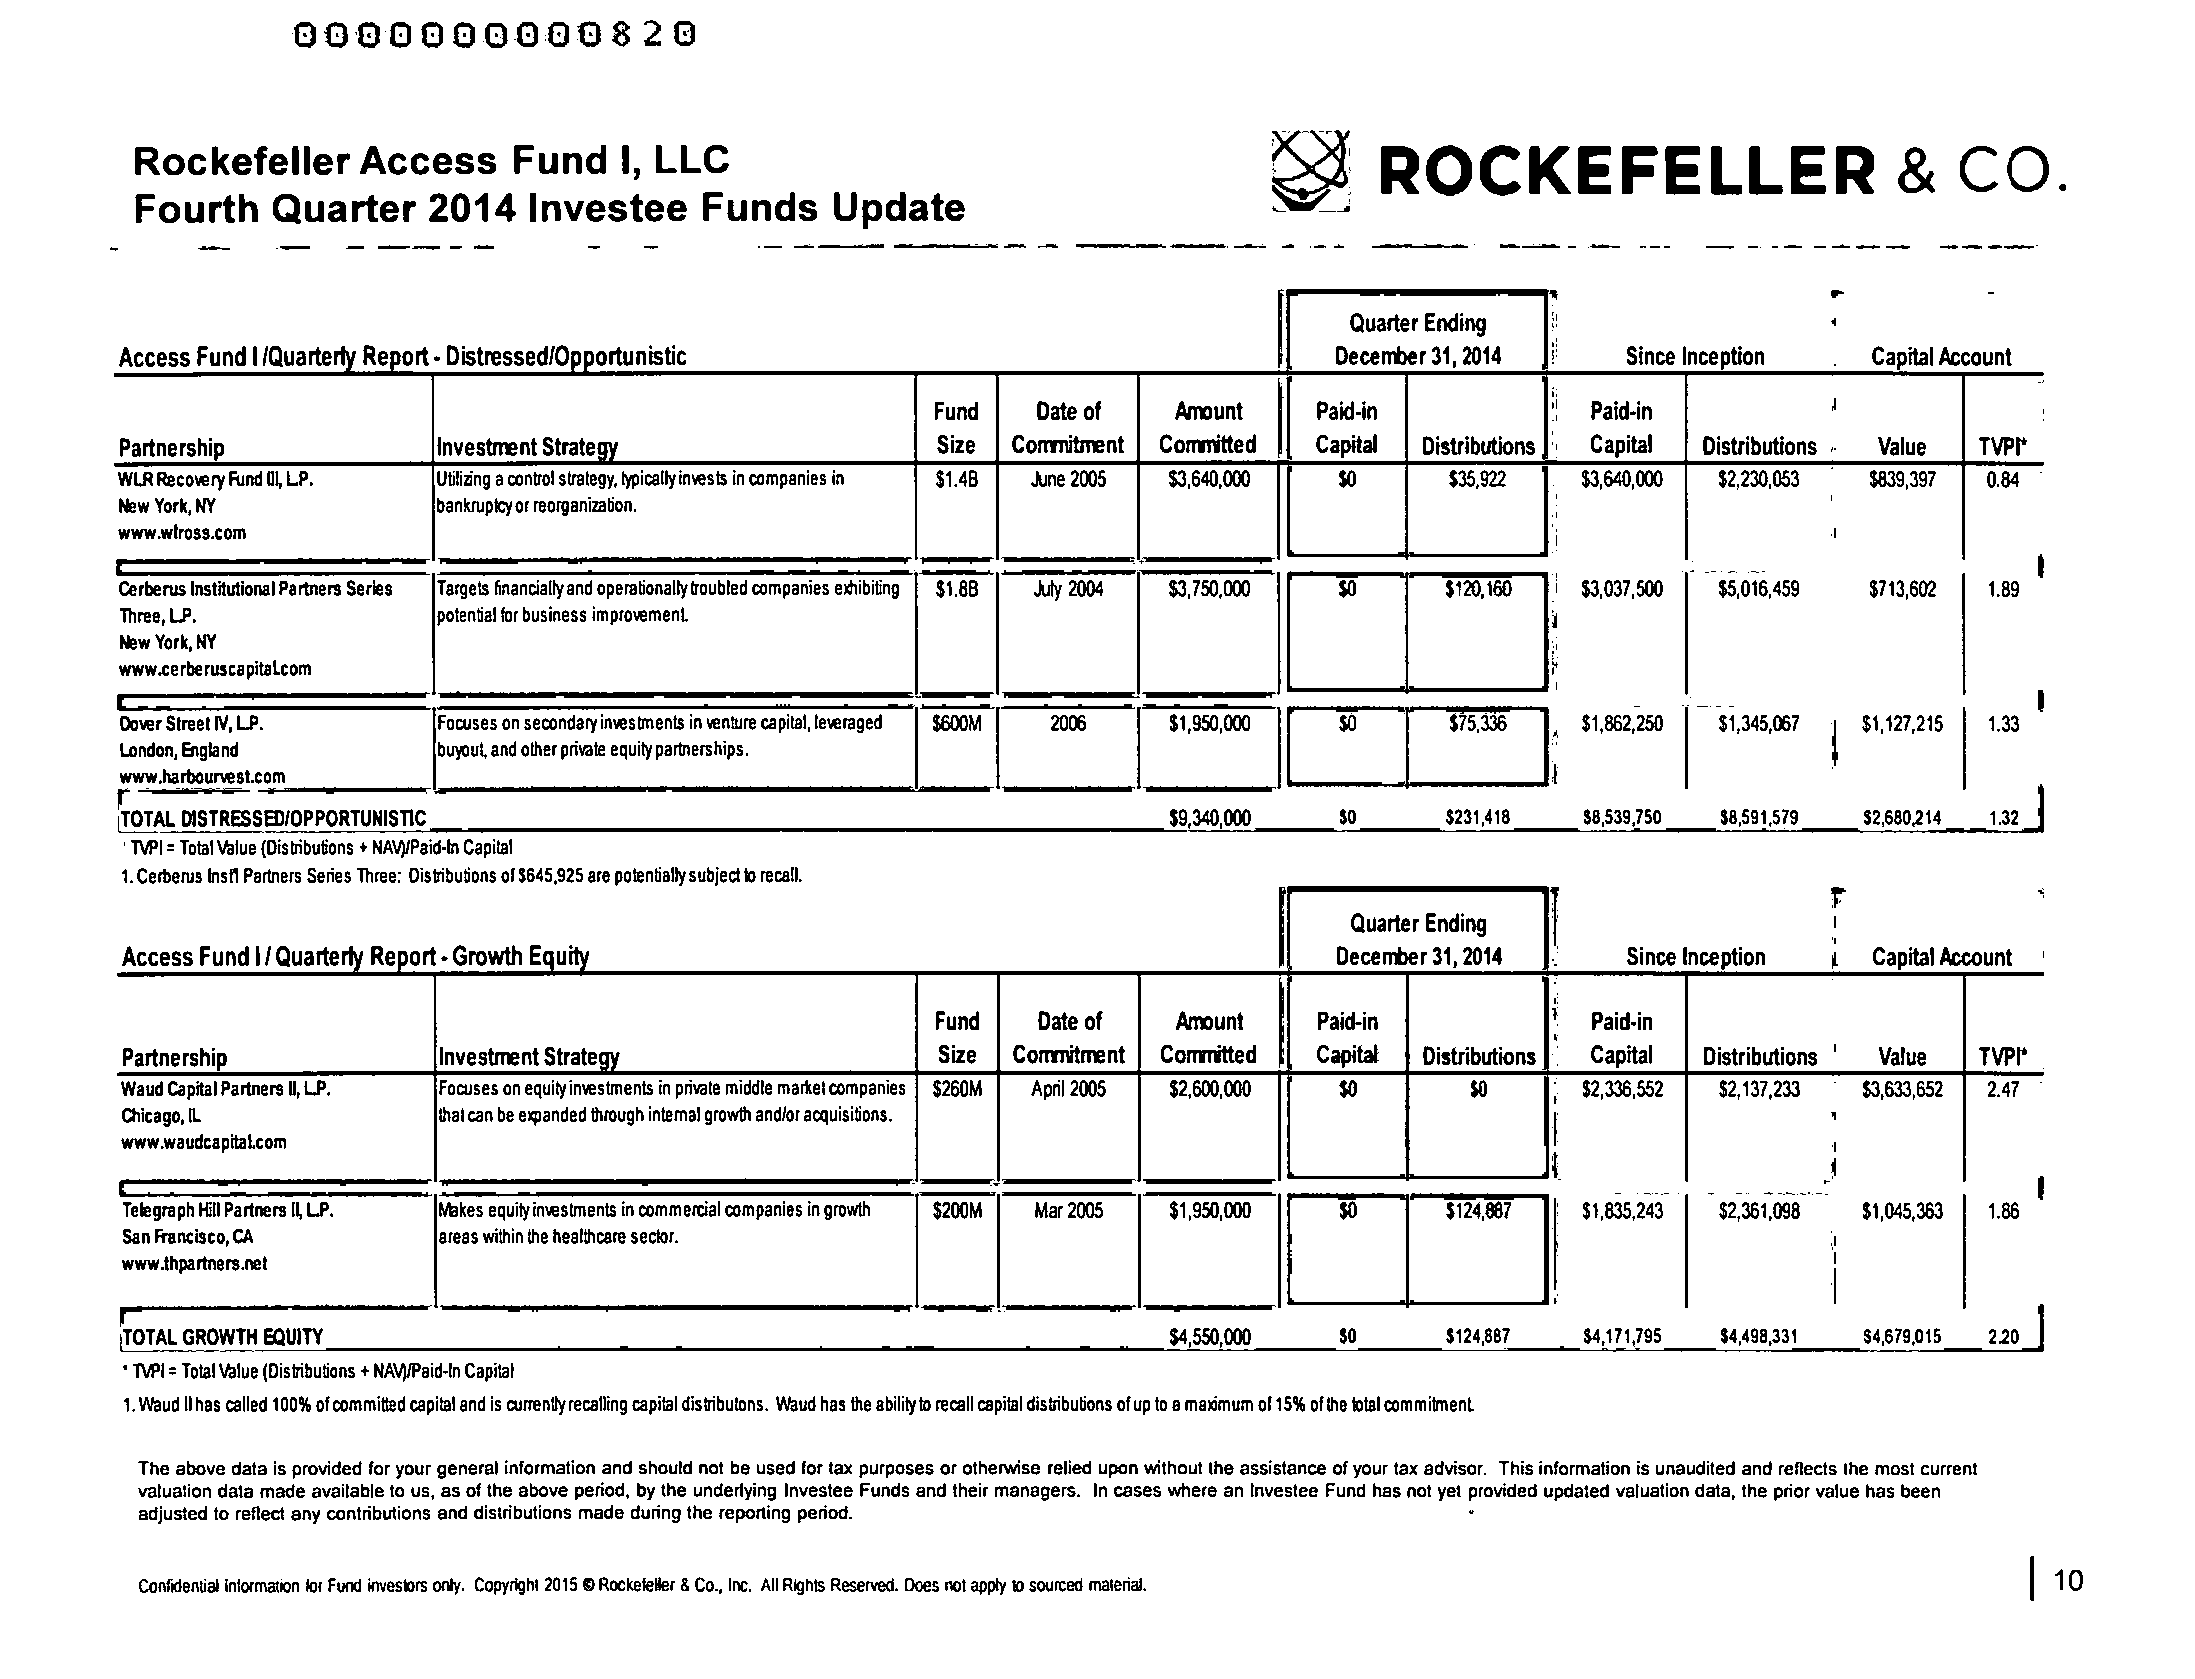 0000000000820
Rockefeller Access Fund I, LLC
Fourth Quarter 2014 Investee Funds Update
ROCKEFELLER & CO.
Quarter Ending
Access Fund I /Quarterly Report - Distressed/Opportunistic December 31, 2014 Since Inception Capital Account
Fund Date of Amount Paid-in Paid-in
Partnership Investment Strategy Size Commitment Committed Capital Distributions Capital Distributions Value TVPI*
WLR Recovery Fund III, L.P. Utilizing a control strategy, typically invests in companies in $1.4B June 2005 $3,640,000 $0 $35,922 $3,640,000 $2,230,053 $839,397 0.84
New York, NY bankruptcy or reorganization.
www.wlross.com
Cerberus Institutional Partners Series Targets financially and operationally troubled companies exhibiting $1.8B July 2004 $3,750,000 $0 $120,160 $3,037,500 $5,016,459 $713,602 1.89
Three, L.P. potential for business improvement.
New York, NY
www.cerberuscapital.com
Dover Street IV, L.P. Focuses on secondary investments in venture capital, leveraged $600M 2006 $1,950,000 $0 $75,336 $1,862,250 $1,345,067 $1,127,215 1.33
London, England buyout, and other private equity partnerships.
www.harbourvest.com
TOTAL DISTRESSED/OPPORTUNISTIC $9,340,000 $0 $231,418 $8,539,750 $8,591,579 $2,680,214 1.32
* TVPI = Total Value (Distributions + NAV)/Paid-In Capital
1. Cerberus Inst'l Partners Series Three: Distributions of $645,925 are potentially subject to recall.
Quarter Ending
Access Fund I / Quarterly Report - Growth Equity December 31, 2014 Since Inception Capital Account
Fund Date of Amount Paid-in Paid-in
Partnership Investment Strategy Size Commitment Committed Capital Distributions Capital Distributions Value TVPI*
Waud Capital Partners II, L.P. Focuses on equity investments in private middle market companies $260M April 2005 $2,600,000 $0 $0 $2,336,552 $2,137,233 $3,633,652 2.47
Chicago, IL that can be expanded through internal growth and/or acquisitions.
www.waudcapital.com
Telegraph Hill Partners II, L.P. Makes equity investments in commercial companies in growth $200M Mar 2005 $1,950,000 $0 $124,887 $1,835,243 $2,361,098 $1,045,363 1.86
San Francisco, CA areas within the healthcare sector.
www.thpartners.net
TOTAL GROWTH EQUITY $4,550,000 $0 $124,887 $4,171,795 $4,498,331 $4,679,015 2.20
* TVPI = Total Value (Distributions + NAV)/Paid-In Capital
1. Waud II has called 100% of committed capital and is currently recalling capital distributons. Waud has the ability to recall capital distributions of up to a maximum of 15% of the total commitment.
The above data is provided for your general information and should not be used for tax purposes or otherwise relied upon without the assistance of your tax advisor. This information is unaudited and reflects the most current
valuation data made available to us, as of the above period, by the underlying Investee Funds and their managers. In cases where an Investee Fund has not yet provided updated valuation data, the prior value has been
adjusted to reflect any contributions and distributions made during the reporting period.
Confidential information for Fund investors only. Copyright 2015 © Rockefeller & Co., Inc. All Rights Reserved. Does not apply to sourced material.
10